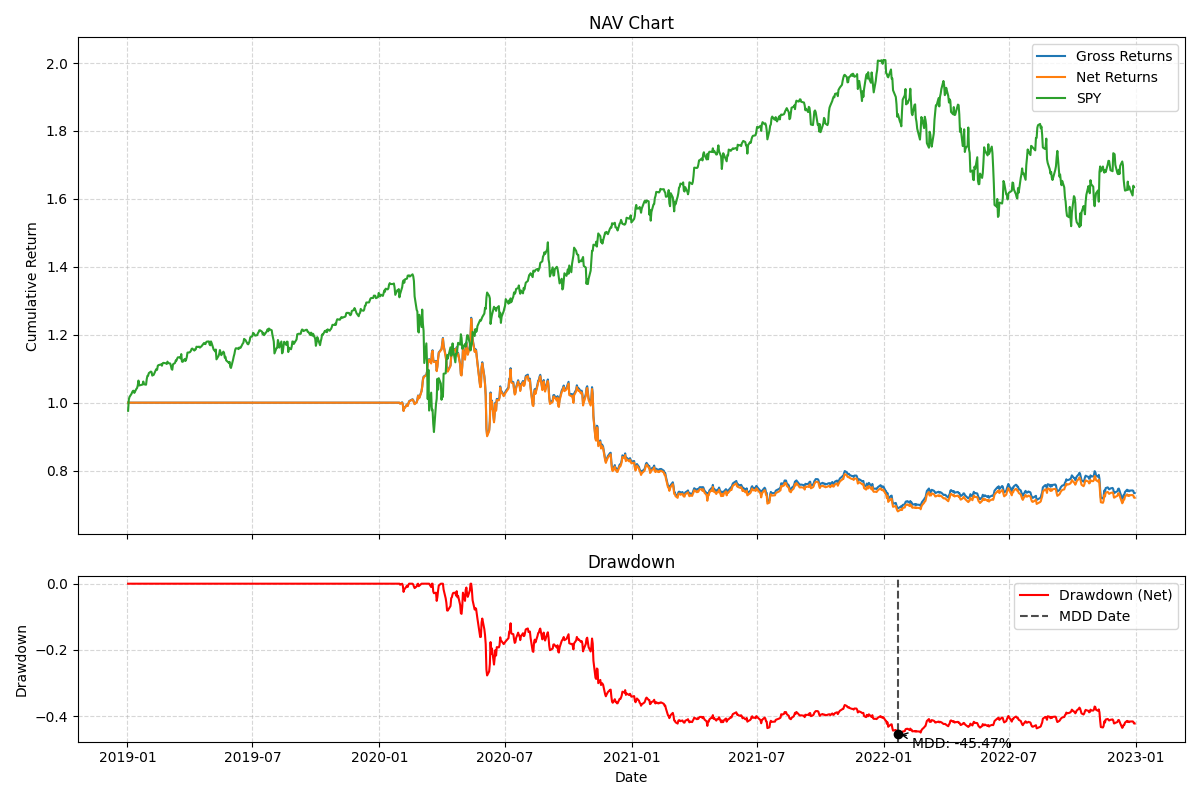 NAV Chart
Gross Returns
Net Returns
SPY
Cumulative Return
2.0
1.8
1.6
1.4
1.2
1.0
0.8
Drawdown
Drawdown (Net)
MDD Date
Drawdown
0.0
−0.2
−0.4
MDD: -45.47%
2019-01
2019-07
2020-01
2020-07
2021-01
2021-07
2022-01
2022-07
2023-01
Date